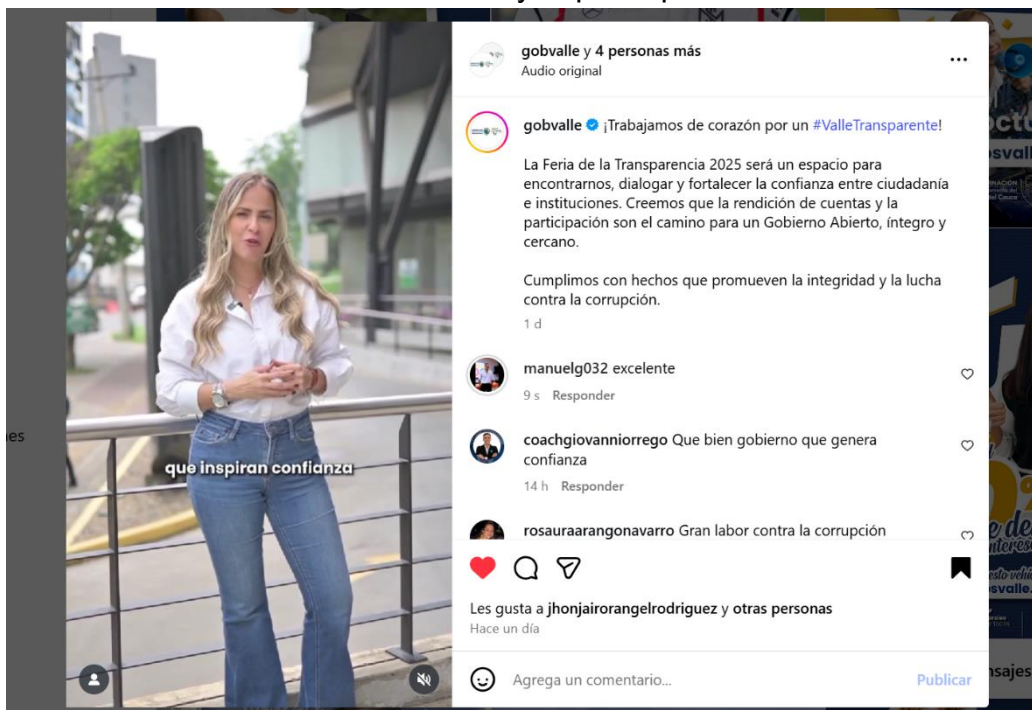 gobvalle y 4 personas más
Audio original
gobvalle ¡Trabajamos de corazón por un #ValleTransparente!
La Feria de la Transparencia 2025 será un espacio para
encontrarnos, dialogar y fortalecer la confianza entre ciudadanía
e instituciones. Creemos que la rendición de cuentas y la
participación son el camino para un Gobierno Abierto, íntegro y
cercano.
Cumplimos con hechos que promueven la integridad y la lucha
contra la corrupción.
1 d
manuelg032 excelente
9 s Responder
coachgiovanniorrego Que bien gobierno que genera
confianza
14 h Responder
rosauraarangonavarro Gran labor contra la corrupción
Les gusta a jhonjairorangelrodriguez y otras personas
Hace un día
Agrega un comentario...
Publicar
que inspiran confianza